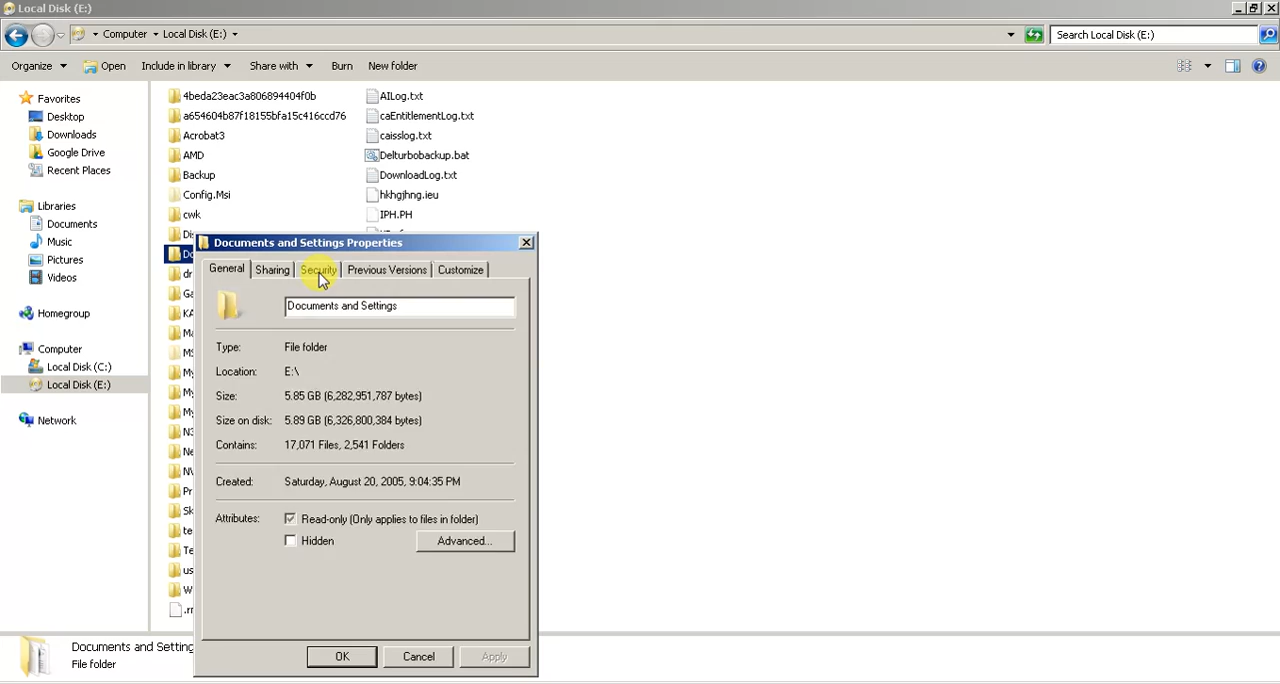 Local Disk (E:)
Computer Local Disk (E:) Search Local Disk (E:)
Organize Open Include in library Share with Burn New folder
Favorites
Desktop
Downloads
Google Drive
Recent Places
Libraries
Documents
Music
Pictures
Videos
Homegroup
Computer
Local Disk (C:)
Local Disk (E:)
Network
4beda23eac3a806894404f0b
a654604b87f18155bfa15c416ccd76
Acrobat3
AMD
Backup
Config.Msi
cwk
AILog.txt
caEntitlementLog.txt
caisslog.txt
Delturbobackup.bat
DownloadLog.txt
hkhgjhng.ieu
IPH.PH
Documents and Settings Properties
General Sharing Security Previous Versions Customize
Documents and Settings
Type: File folder
Location: E:\
Size: 5.85 GB (6,282,951,787 bytes)
Size on disk: 5.89 GB (6,326,800,384 bytes)
Contains: 17,071 Files, 2,541 Folders
Created: Saturday, August 20, 2005, 9:04:35 PM
Attributes: Read-only (Only applies to files in folder)
Hidden Advanced...
OK Cancel Apply
Documents and Setting
File folder